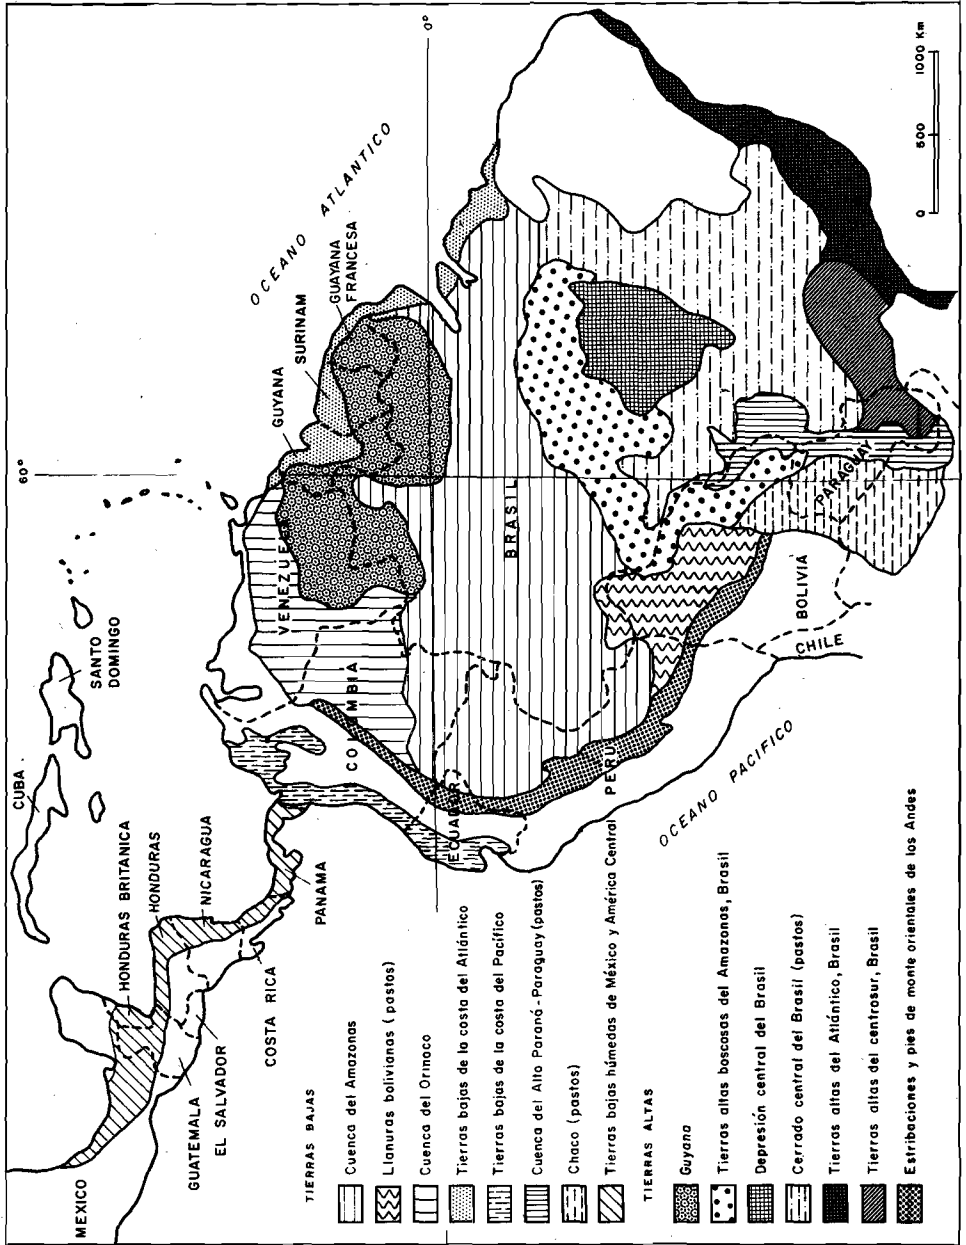 MEXICO
GUATEMALA
EL SALVADOR
HONDURAS BRITANICA
HONDURAS
NICARAGUA
COSTA RICA
PANAMA
CUBA
SANTO
DOMINGO
60°
0°
OCEANO ATLANTICO
GUYANA
SURINAM
GUAYANA
FRANCESA
VENEZUELA
COLOMBIA
ECUADOR
PERU
BRASIL
BOLIVIA
PARAGUAY
CHILE
OCEANO PACIFICO
0 500 1000 Km
TIERRAS BAJAS
Cuenca del Amazonas
Llanuras bolivianas (pastos)
Cuenca del Orinoco
Tierras bajas de la costa del Atlántico
Tierras bajas de la costa del Pacífico
Cuenca del Alto Paraná-Paraguay (pastos)
Chaco (pastos)
Tierras bajas húmedas de México y América Central
TIERRAS ALTAS
Guyana
Tierras altas boscosas del Amazonas, Brasil
Depresión central del Brasil
Cerrado central del Brasil (pastos)
Tierras altas del Atlántico, Brasil
Tierras altas del centrosur, Brasil
Estribaciones y pies de monte orientales de los Andes